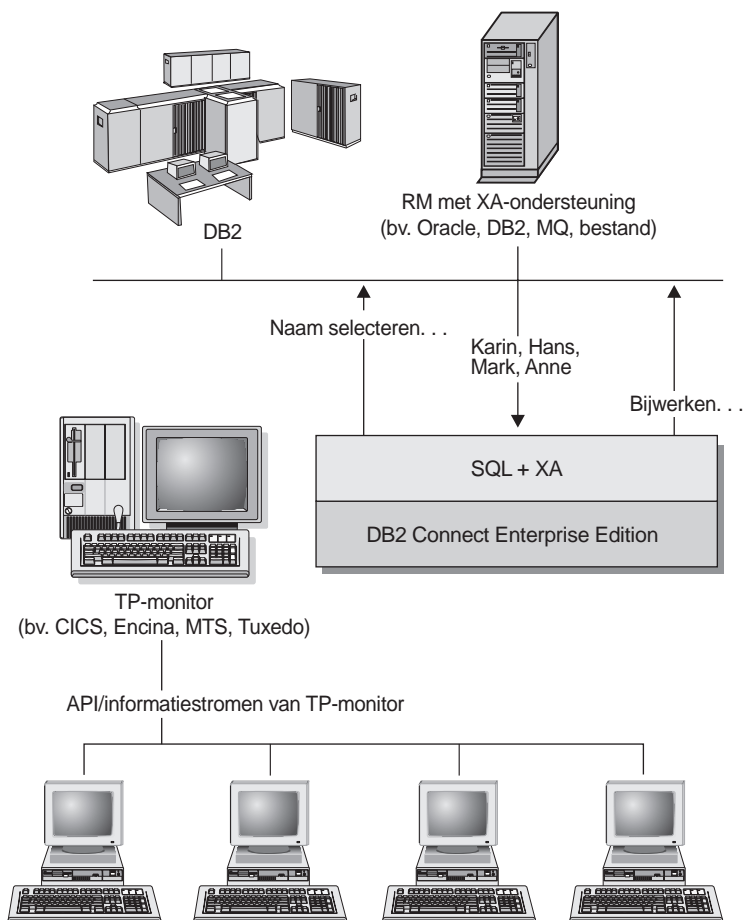 DB2
RM met XA-ondersteuning
(bv. Oracle, DB2, MQ, bestand)
Naam selecteren. . .
Karin, Hans,
Mark, Anne
Bijwerken. . .
SQL + XA
DB2 Connect Enterprise Edition
TP-monitor
(bv. CICS, Encina, MTS, Tuxedo)
API/informatiestromen van TP-monitor